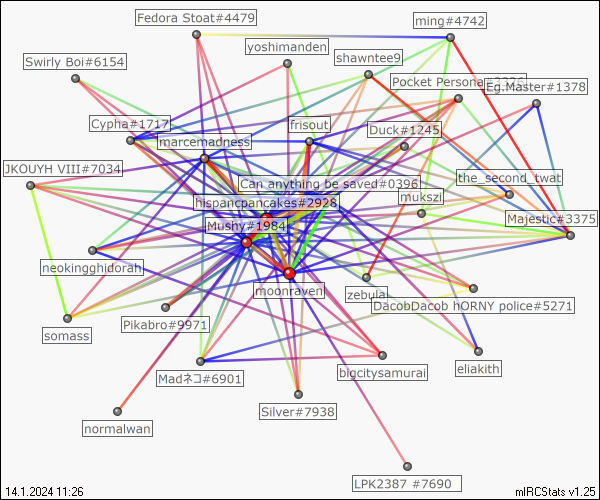 Fedora Stoat#4479
ming#4742
yoshimanden
shawntee9
Swirly Boi#6154
Pocket Persona
Eg.Master#1378
Cypha#1717
frisout
Duck#1245
marcemadness
JKOUYH VIII#7034
Can anything be saved#0396
the_second_twat
hispancpancakes#2928
mukszi
Majestic#3375
Mushy#1984
neokingghidorah
moonraven
zebula
DacobDacob hORNY police#5271
Pikabro#9971
somass
eliakith
bigcitysamurai
Madネコ#6901
Silver#7938
normalwan
LPK2387 #7690
14.1.2024 11:26
mIRCStats v1.25